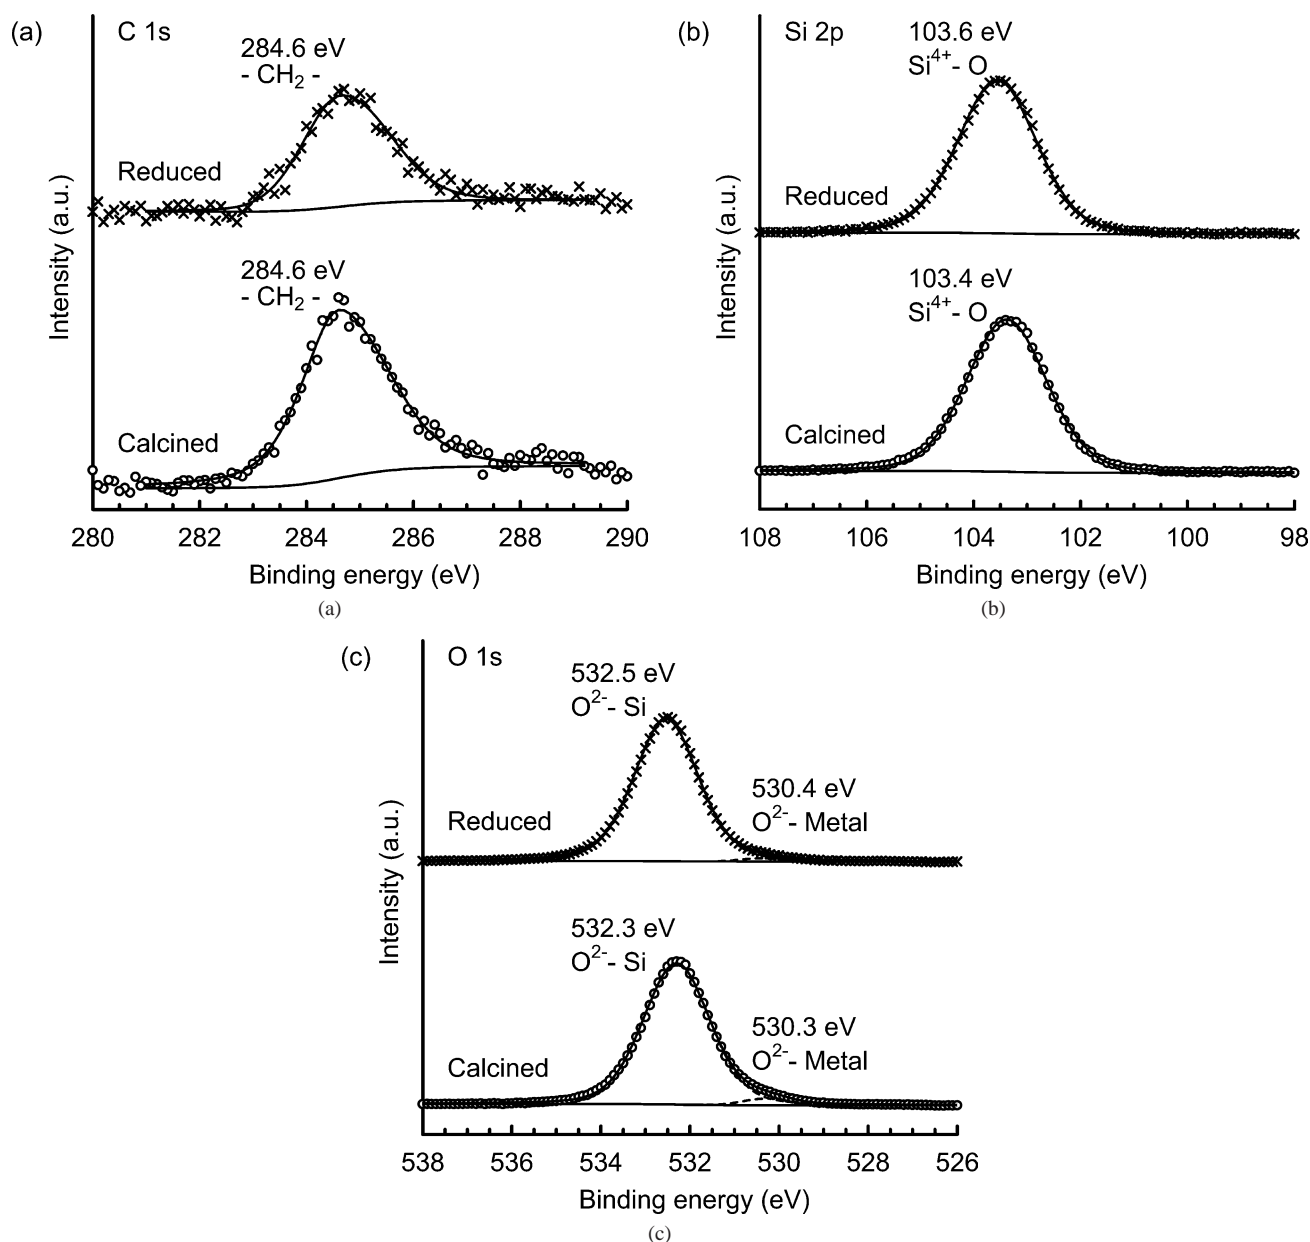 (a)
C 1s
284.6 eV
- CH₂ -
Reduced
284.6 eV
- CH₂ -
Calcined
Intensity (a.u.)
280 282 284 286 288 290
Binding energy (eV)
(a)
(b)
Si 2p
103.6 eV
Si⁴⁺- O
Reduced
103.4 eV
Si⁴⁺- O
Calcined
Intensity (a.u.)
108 106 104 102 100 98
Binding energy (eV)
(b)
(c)
O 1s
532.5 eV
O²⁻- Si
530.4 eV
O²⁻- Metal
Reduced
532.3 eV
O²⁻- Si
530.3 eV
O²⁻- Metal
Calcined
Intensity (a.u.)
538 536 534 532 530 528 526
Binding energy (eV)
(c)